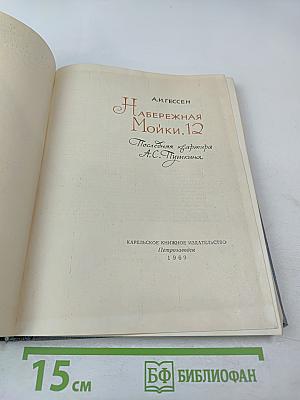 А. И. ГЕССЕН
НАБЕРЕЖНАЯ
МОЙКИ, 12
Последняя квартира
А.С. Пушкина
КАРЕЛЬСКОЕ КНИЖНОЕ ИЗДАТЕЛЬСТВО
Петрозаводск
1969
15 см
БФ БИБЛИОФАН